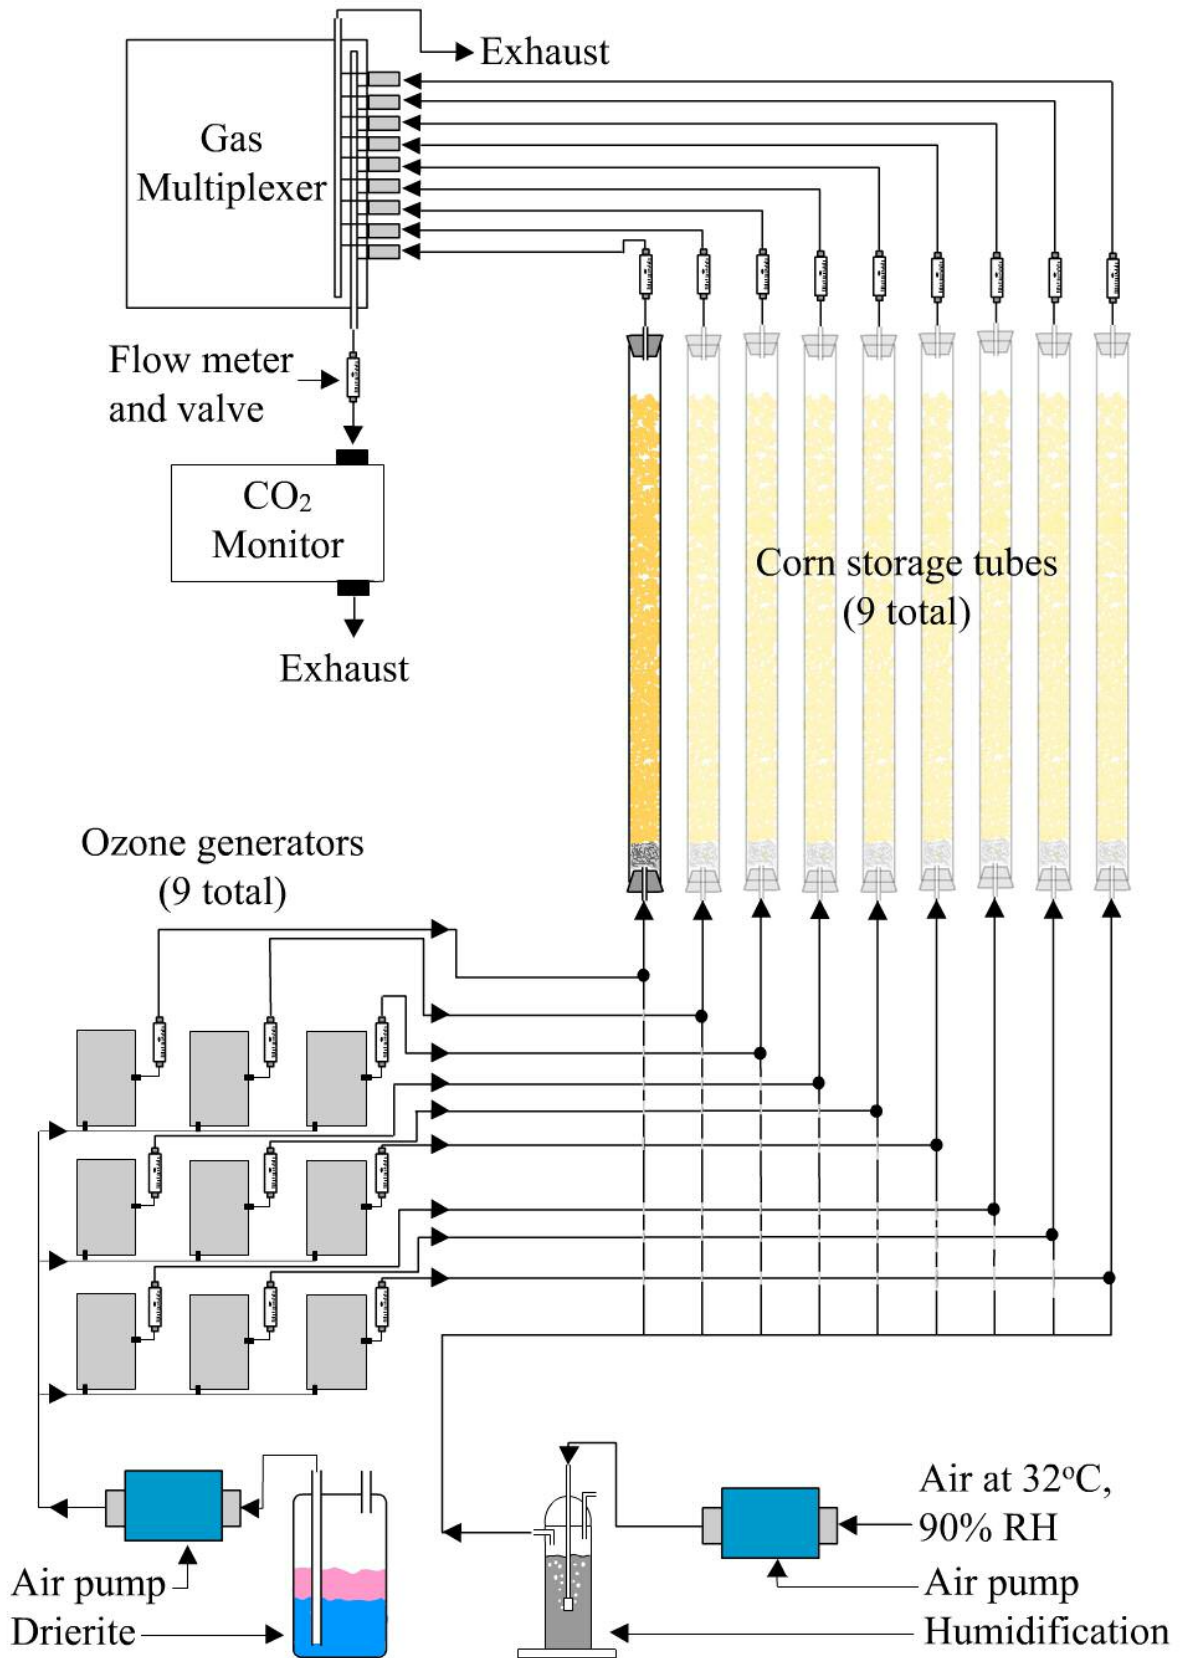 Exhaust
Gas
Multiplexer
Flow meter
and valve
CO₂
Monitor
Corn storage tubes
(9 total)
Exhaust
Ozone generators
(9 total)
Air at 32°C,
90% RH
Air pump
Air pump
Drierite
Humidification